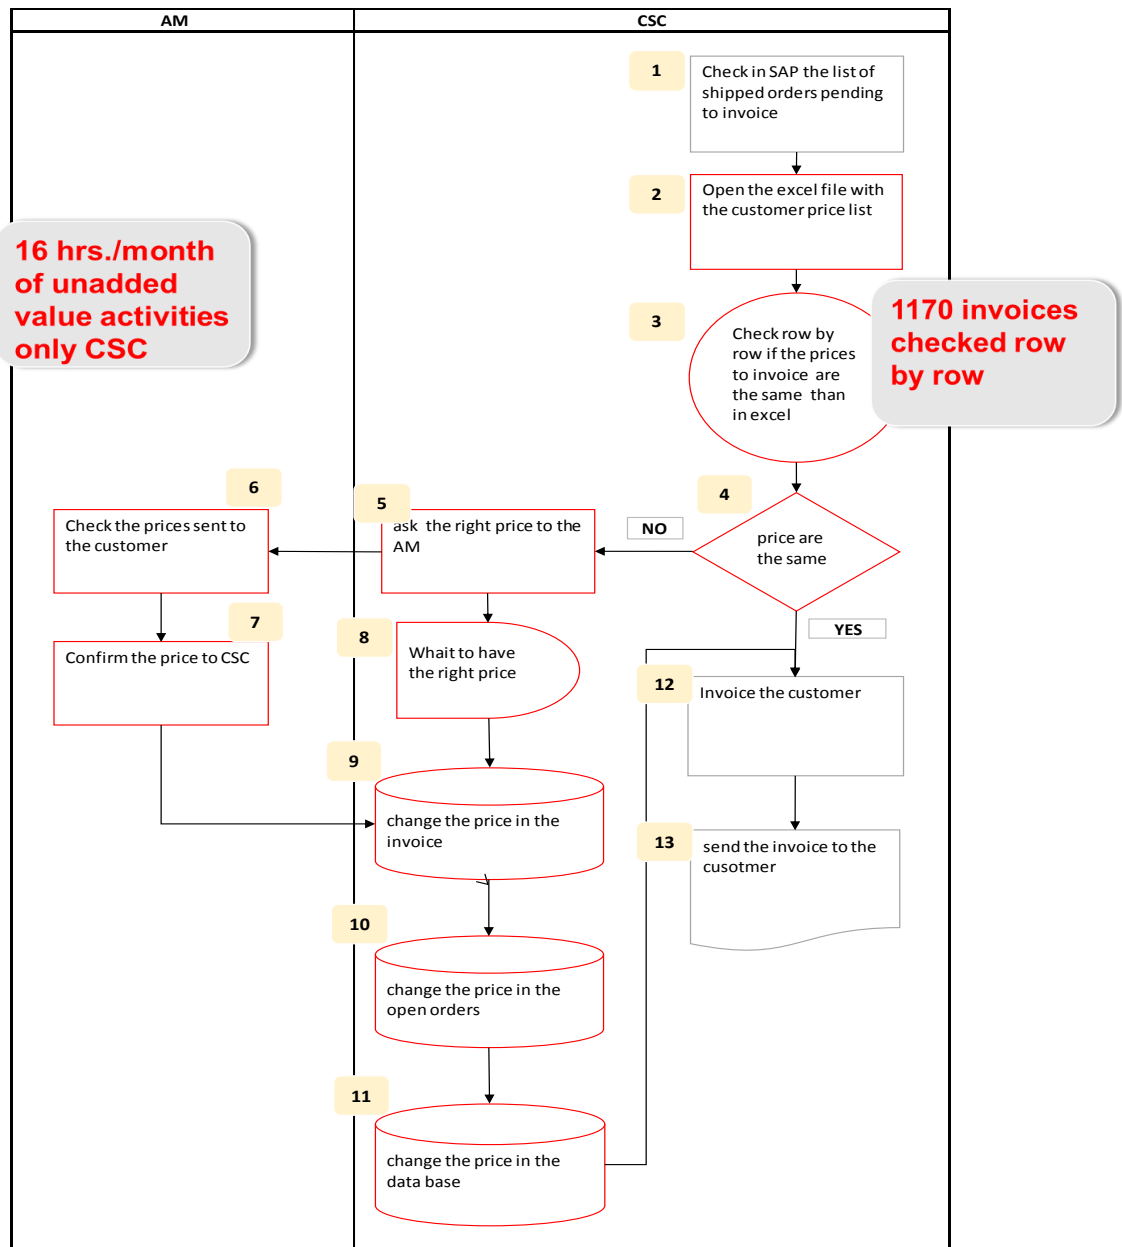 AM
CSC
1
Check in SAP the list of
shipped orders pending
to invoice
2
Open the excel file with
the customer price list
16 hrs./month
of unadded
value activities
only CSC
3
Check row by
row if the prices
to invoice are
the same than
in excel
1170 invoices
checked row
by row
4
price are
the same
NO
5
ask the right price to the
AM
6
Check the prices sent to
the customer
7
Confirm the price to CSC
8
Whait to have
the right price
YES
12
Invoice the customer
9
change the price in the
invoice
13
send the invoice to the
cusotmer
10
change the price in the
open orders
11
change the price in the
data base